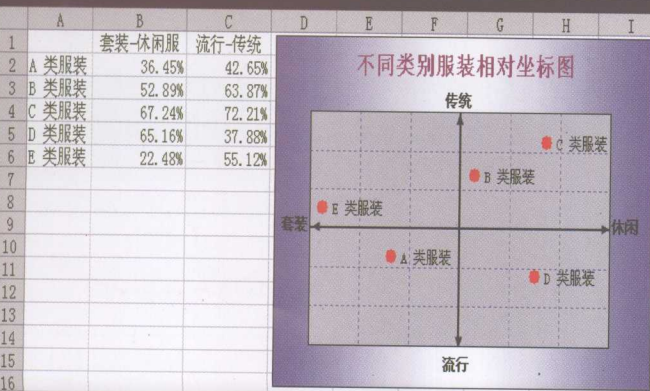 A B C D E F G H I
1 套装-休闲服 流行-传统
2 A 类服装 36.45% 42.65%
3 B 类服装 52.89% 63.87%
4 C 类服装 67.24% 72.21%
5 D 类服装 65.16% 37.88%
6 E 类服装 22.48% 55.12%
7
8
9
10
11
12
13
14
15
16
不同类别服装相对坐标图
传统
C 类服装
B 类服装
E 类服装
套装 休闲
A 类服装
D 类服装
流行